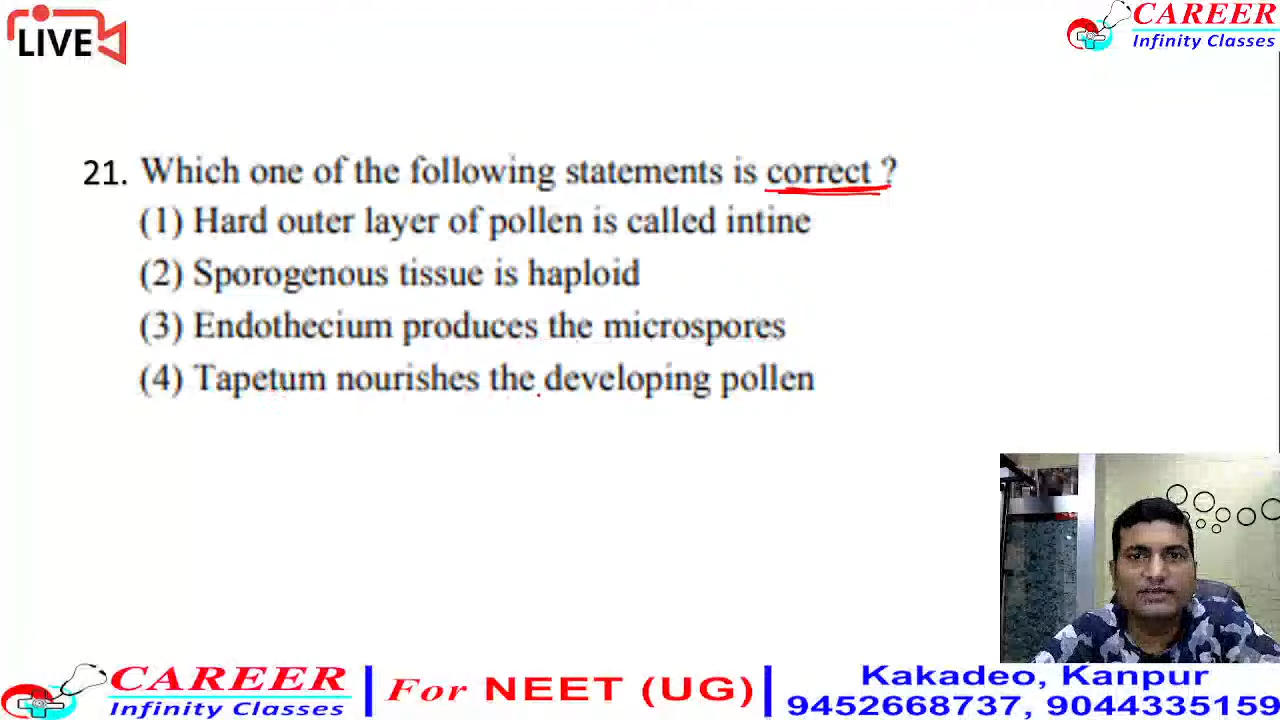 LIVE
CAREER
Infinity Classes
21. Which one of the following statements is correct ?
(1) Hard outer layer of pollen is called intine
(2) Sporogenous tissue is haploid
(3) Endothecium produces the microspores
(4) Tapetum nourishes the developing pollen
CAREER
Infinity Classes
For NEET (UG)
Kakadeo, Kanpur
9452668737, 9044335159